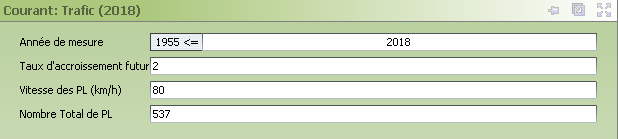 Courant: Trafic (2018)
Année de mesure 1955 <= 2018
Taux d'accroissement futur 2
Vitesse des PL (km/h) 80
Nombre Total de PL 537